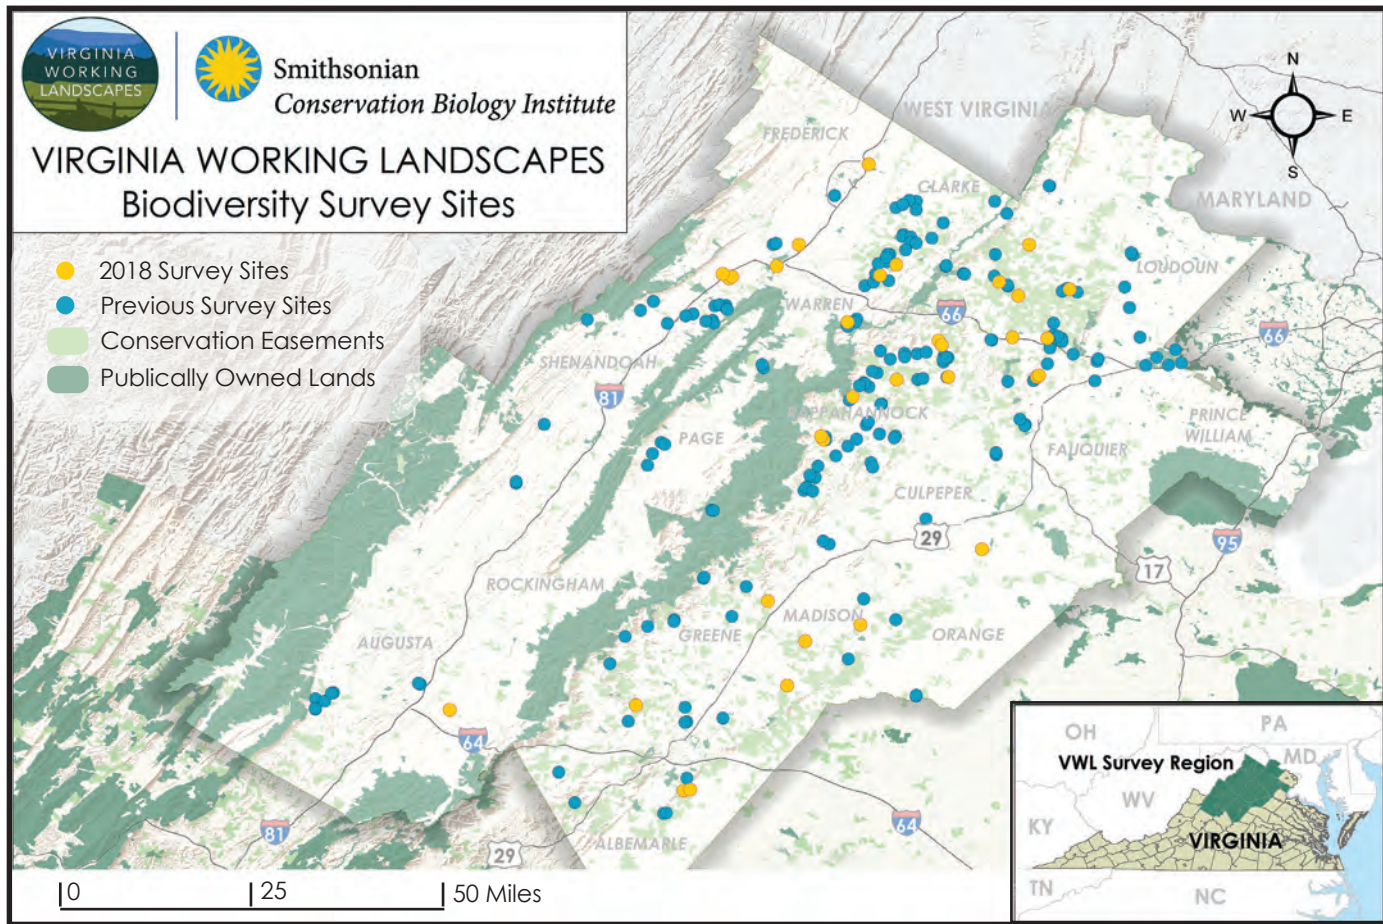 VIRGINIA
WORKING
LANDSCAPES
Smithsonian
Conservation Biology Institute
VIRGINIA WORKING LANDSCAPES
Biodiversity Survey Sites
2018 Survey Sites
Previous Survey Sites
Conservation Easements
Publically Owned Lands
N
W E
S
WEST VIRGINIA
FREDERICK
CLARKE
MARYLAND
LOUDOUN
WARREN
66
66
SHENANDOAH
81
RAPPAHANNOCK
PAGE
PRINCE
WILLIAM
FAUQUIER
CULPEPER
29
95
17
ROCKINGHAM
MADISON
GREENE
ORANGE
AUGUSTA
64
81
29
ALBEMARLE
64
0 25 50 Miles
OH
PA
VWL Survey Region
MD
WV
KY
VIRGINIA
TN
NC